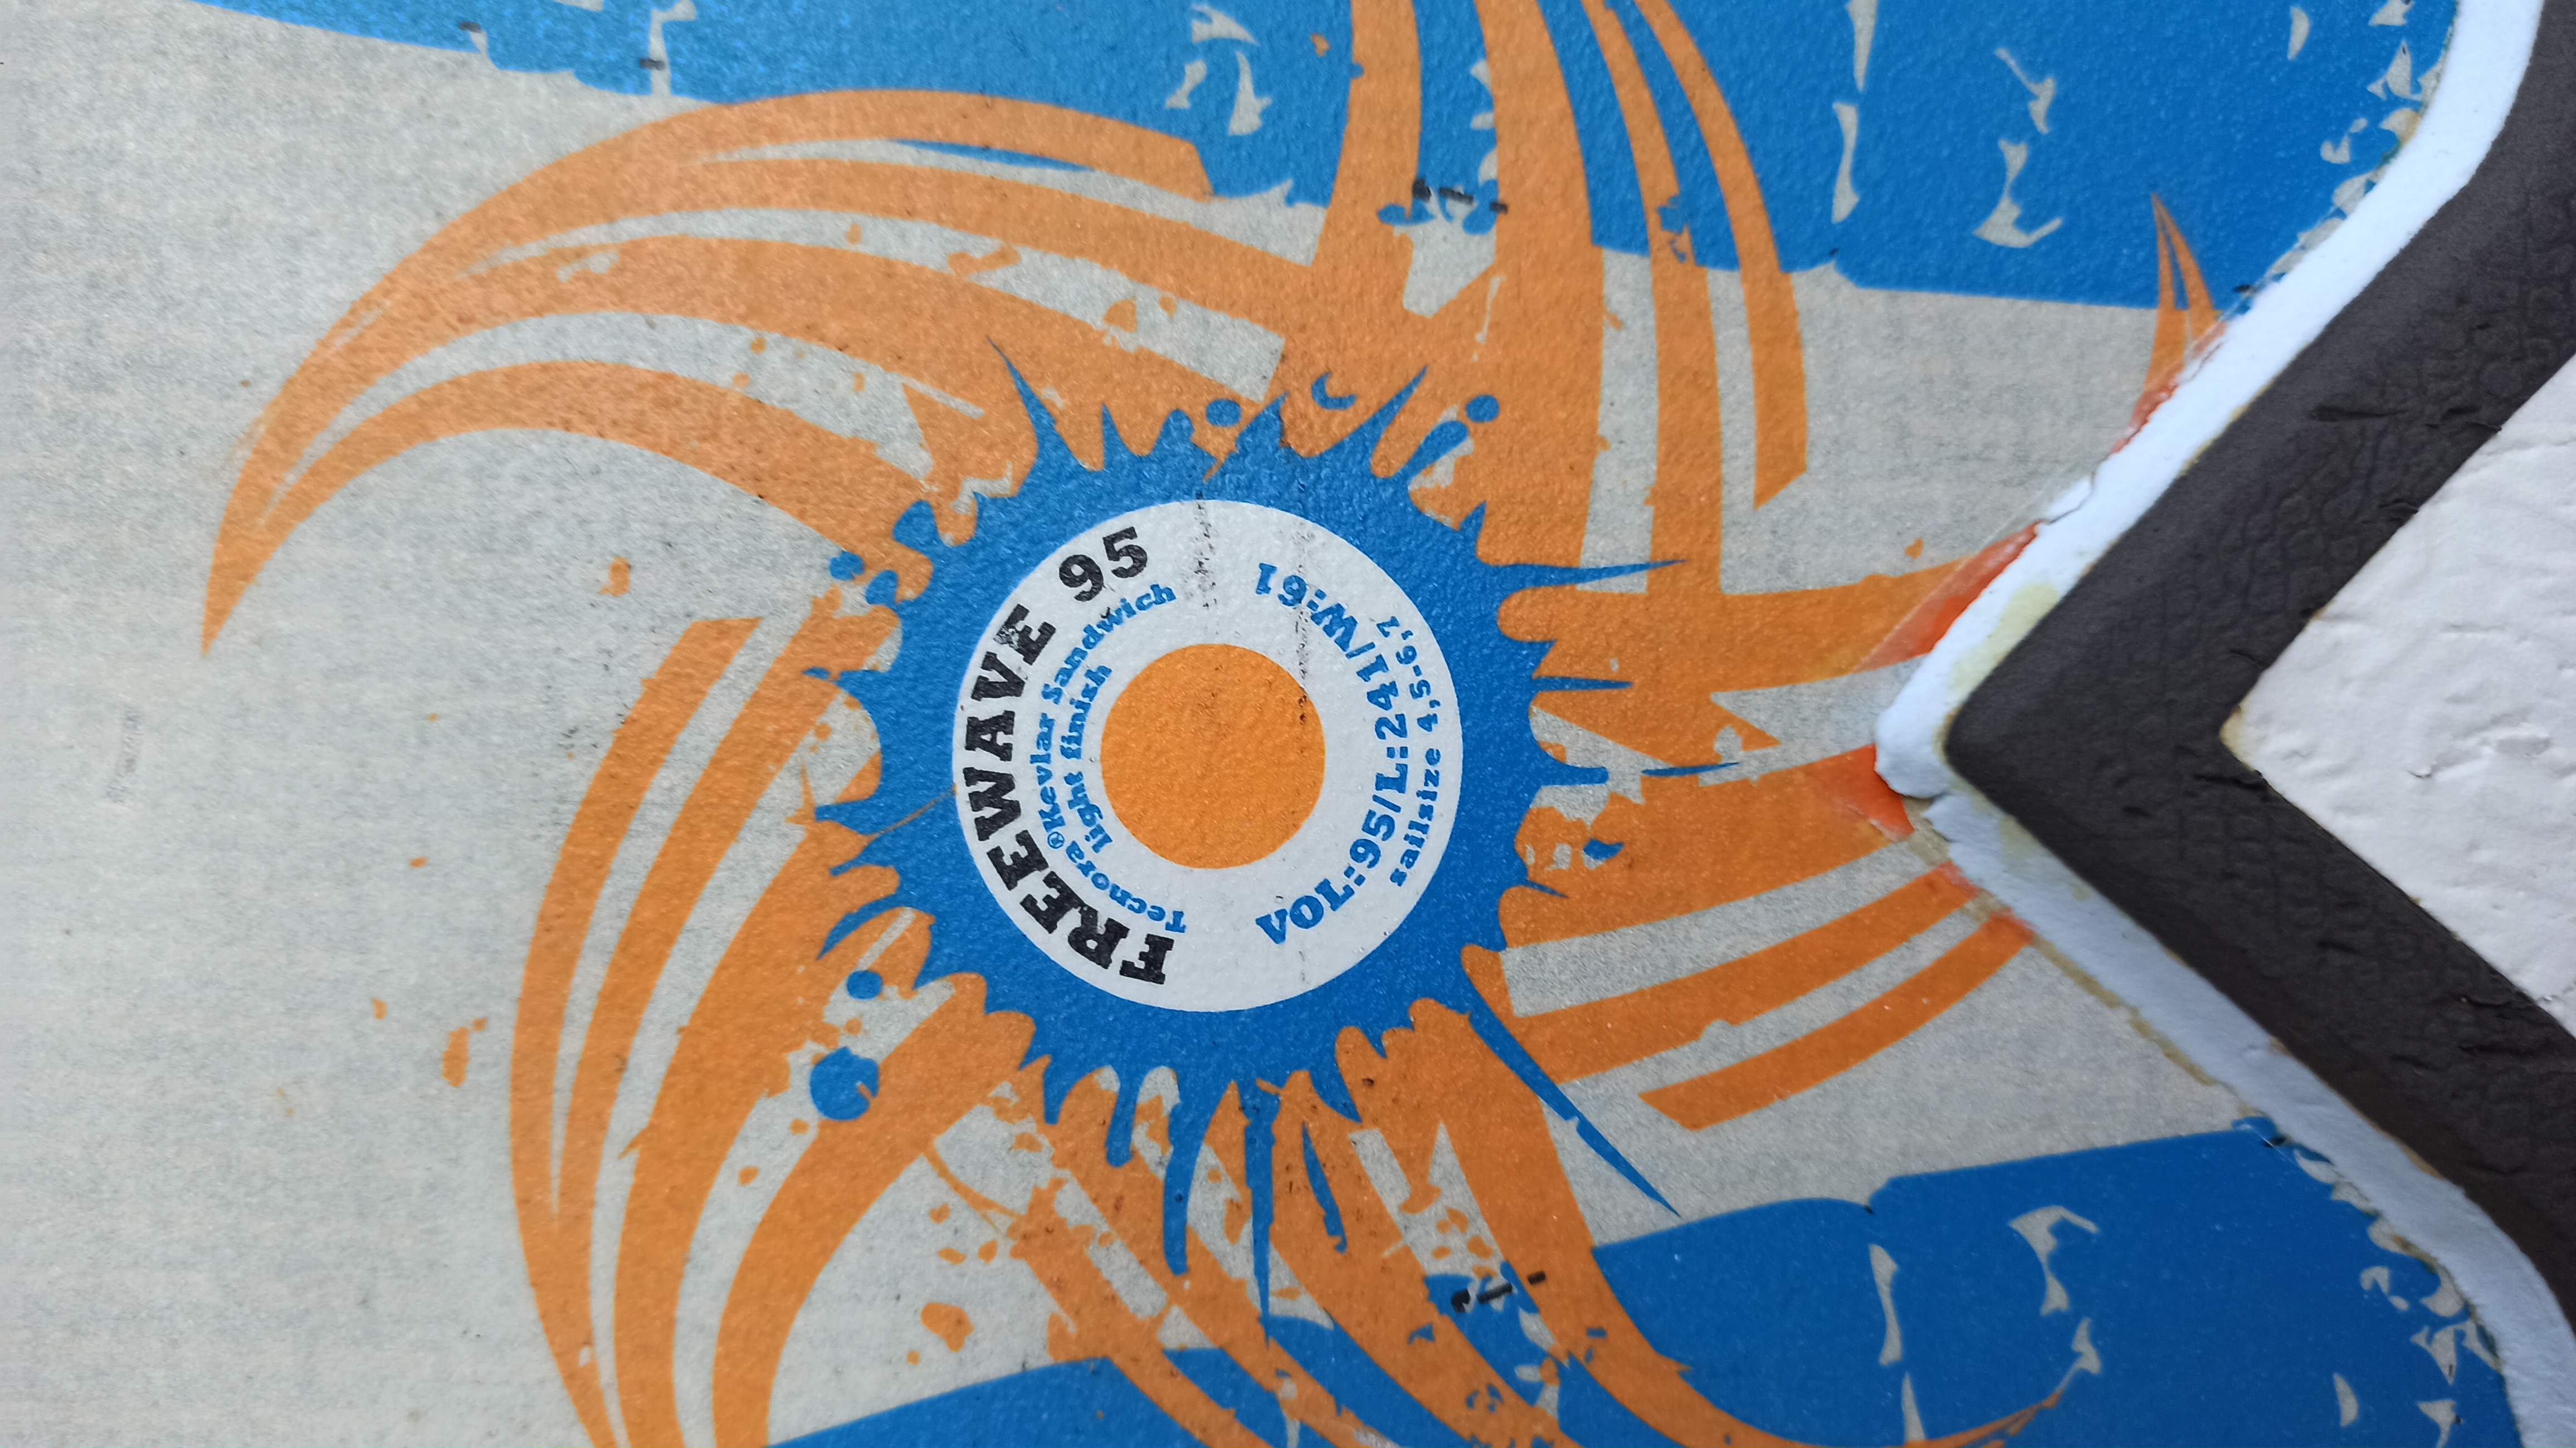 FREEWAVE 95
Tecnora®Kevlar Sandwich
light finish
VOL:95/L:241/W:61
sailsize 4,5-6,7